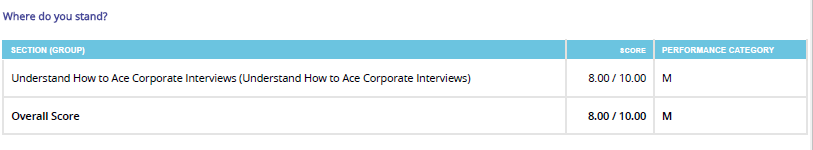 Where do you stand?
SECTION (GROUP) SCORE PERFORMANCE CATEGORY
Understand How to Ace Corporate Interviews (Understand How to Ace Corporate Interviews) 8.00 / 10.00 M
Overall Score 8.00 / 10.00 M